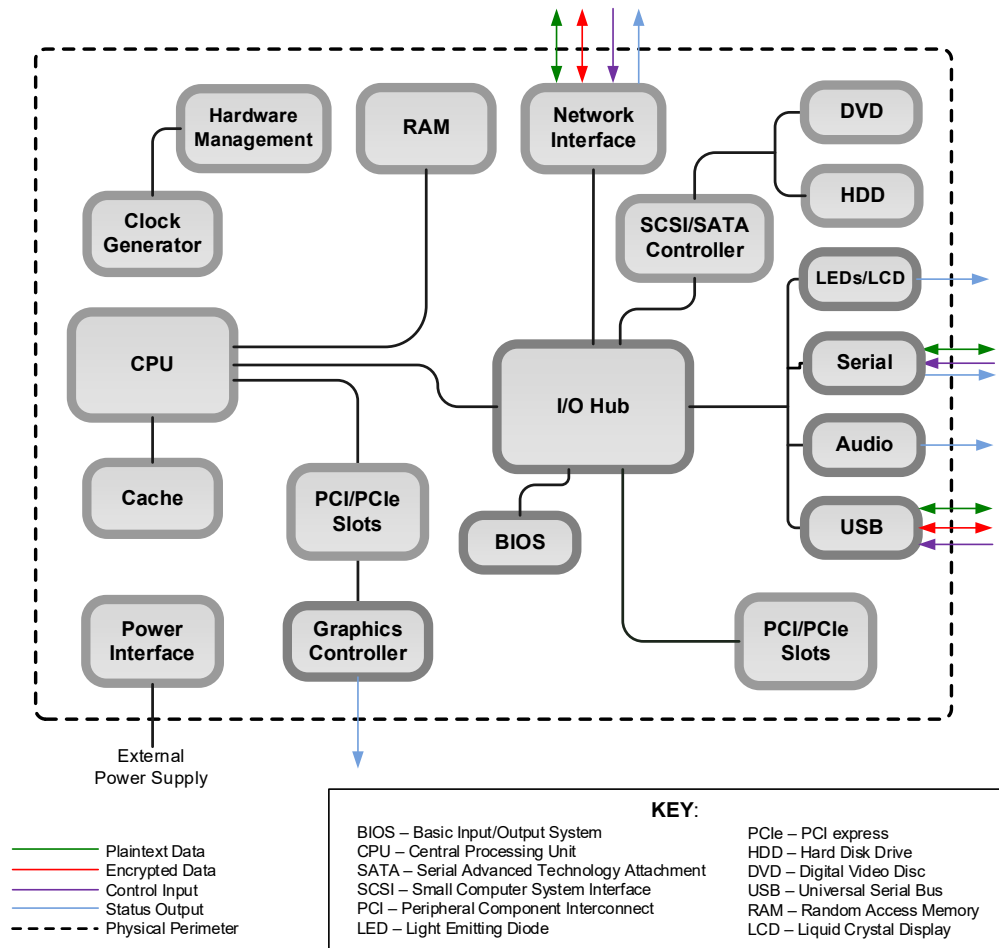 Hardware
Management
RAM
Network
Interface
DVD
HDD
Clock
Generator
SCSI/SATA
Controller
LEDs/LCD
CPU
Serial
I/O Hub
Audio
Cache
PCI/PCIe
Slots
USB
BIOS
Power
Interface
Graphics
Controller
PCI/PCIe
Slots
External
Power Supply
Plaintext Data
Encrypted Data
Control Input
Status Output
Physical Perimeter
KEY:
BIOS – Basic Input/Output System
CPU – Central Processing Unit
SATA – Serial Advanced Technology Attachment
SCSI – Small Computer System Interface
PCI – Peripheral Component Interconnect
LED – Light Emitting Diode
PCIe – PCI express
HDD – Hard Disk Drive
DVD – Digital Video Disc
USB – Universal Serial Bus
RAM – Random Access Memory
LCD – Liquid Crystal Display